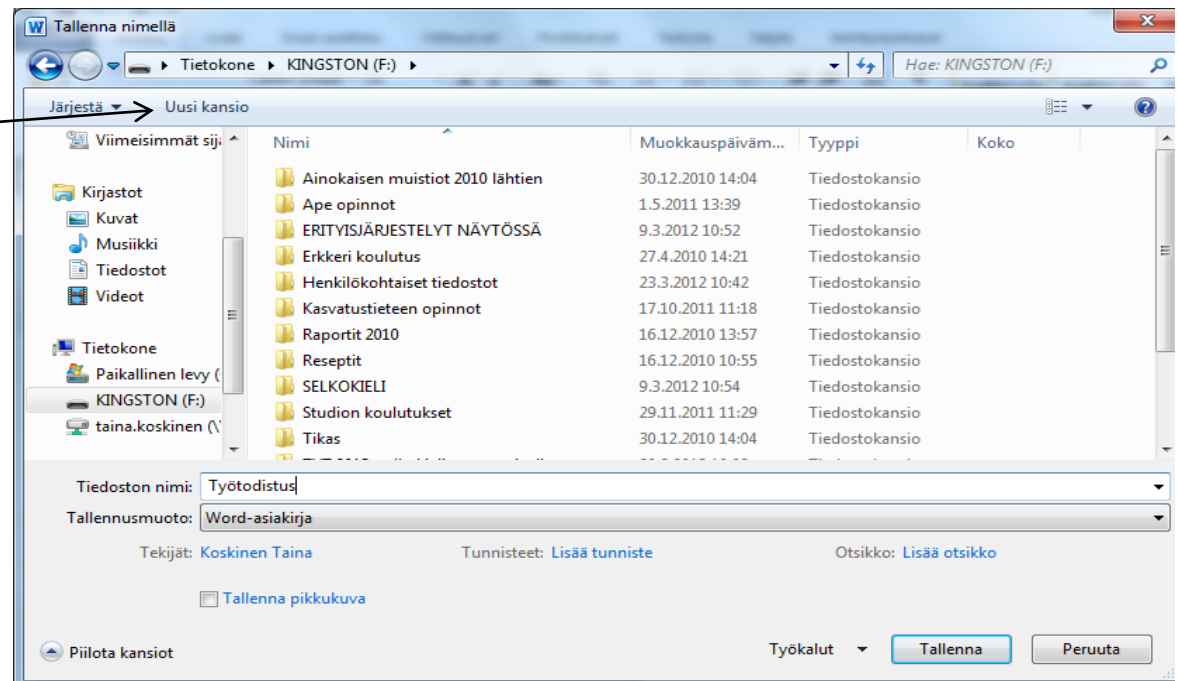 Tallenna nimellä
Tietokone KINGSTON (F:)
Hae: KINGSTON (F:)
Järjestä Uusi kansio
Viimeisimmät sij
Kirjastot
Kuvat
Musiikki
Tiedostot
Videot
Tietokone
Paikallinen levy (
KINGSTON (F:)
taina.koskinen (\
Nimi Muokkauspäiväm... Tyyppi Koko
Ainokaisen muistiot 2010 lähtien 30.12.2010 14:04 Tiedostokansio
Ape opinnot 1.5.2011 13:39 Tiedostokansio
ERITYISJÄRJESTELYT NÄYTÖSSÄ 9.3.2012 10:52 Tiedostokansio
Erkkeri koulutus 27.4.2010 14:21 Tiedostokansio
Henkilökohtaiset tiedostot 23.3.2012 10:42 Tiedostokansio
Kasvatustieteen opinnot 17.10.2011 11:18 Tiedostokansio
Raportit 2010 16.12.2010 13:57 Tiedostokansio
Reseptit 16.12.2010 10:55 Tiedostokansio
SELKOKIELI 9.3.2012 10:54 Tiedostokansio
Studion koulutukset 29.11.2011 11:29 Tiedostokansio
Tikas 30.12.2010 14:04 Tiedostokansio
Tiedoston nimi: Työtodistus
Tallennusmuoto: Word-asiakirja
Tekijät: Koskinen Taina Tunnisteet: Lisää tunniste Otsikko: Lisää otsikko
Tallenna pikkukuva
Piilota kansiot Työkalut Tallenna Peruuta